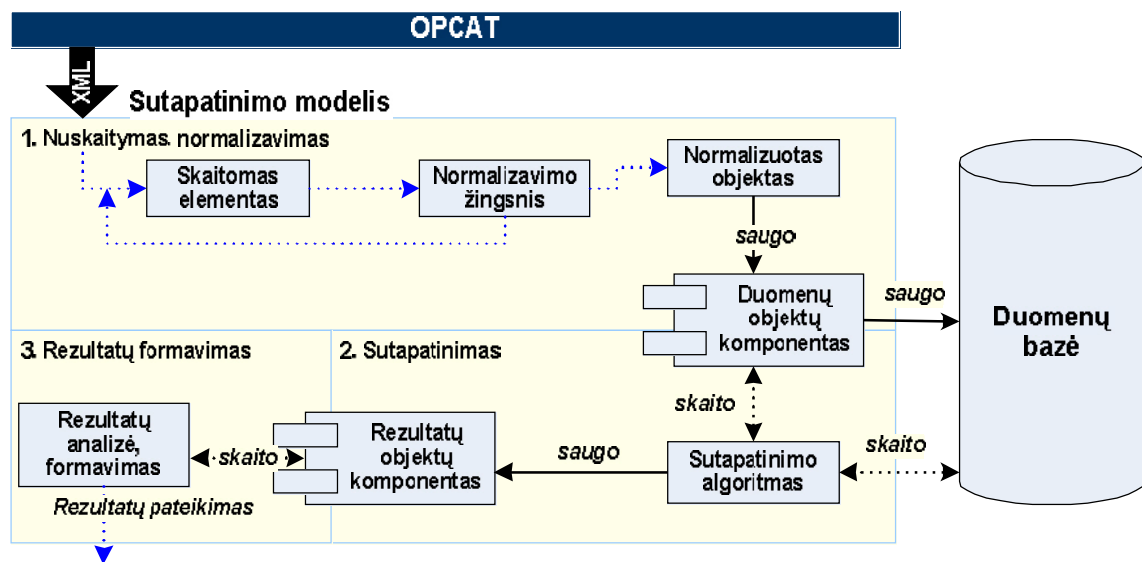 OPCAT
XML
Sutapatinimo modelis
1. Nuskaitymas. normalizavimas
Skaitomas
elementas
Normalizavimo
žingsnis
Normalizuotas
objektas
saugo
Duomenų
objektų
komponentas
saugo
Duomenų
bazė
3. Rezultatų formavimas
2. Sutapatinimas
skaito
Rezultatų
analizė,
formavimas
skaito
Rezultatų
objektų
komponentas
saugo
Sutapatinimo
algoritmas
skaito
Rezultatų pateikimas